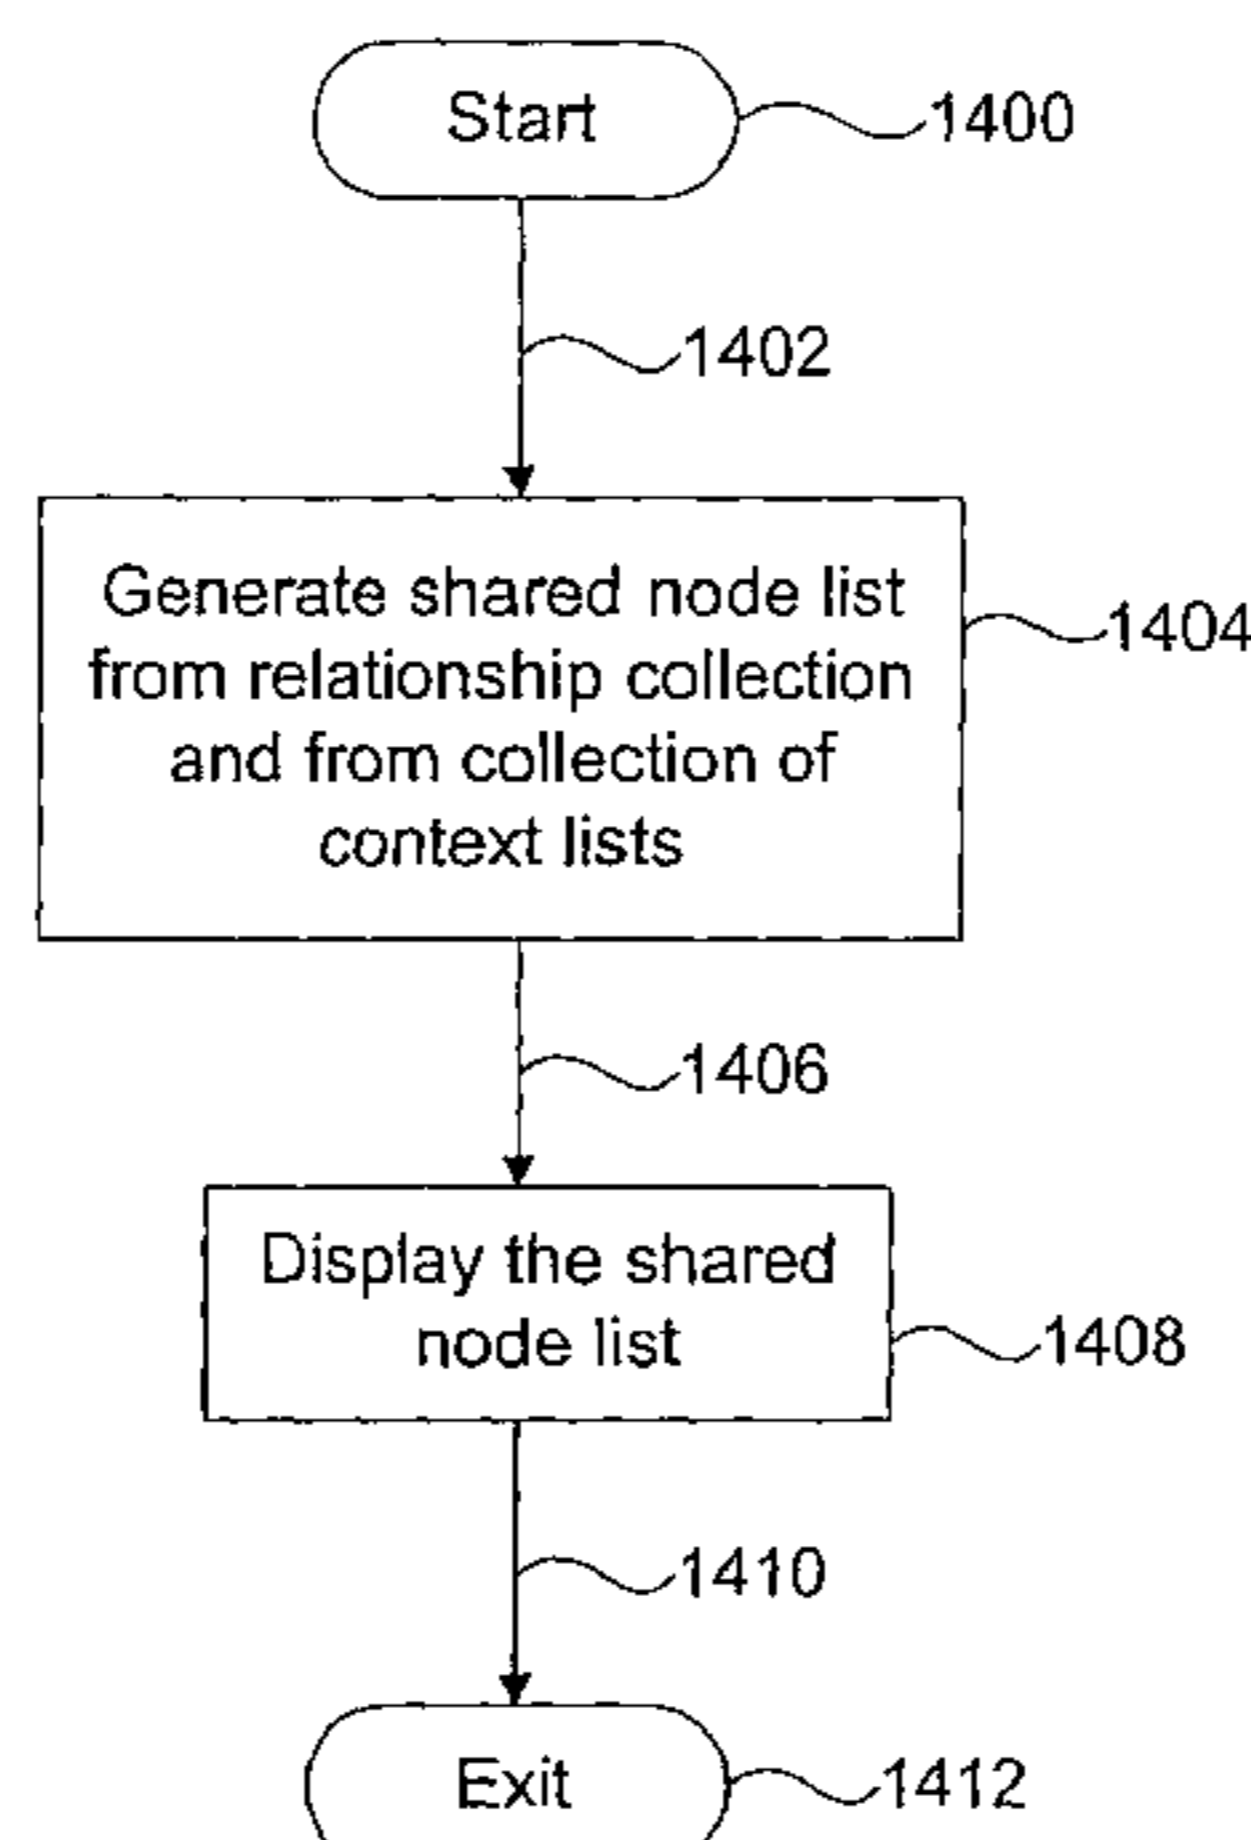 Start
1400
1402
Generate shared node list
from relationship collection
and from collection of
context lists
1404
1406
Display the shared
node list
1408
1410
Exit
1412